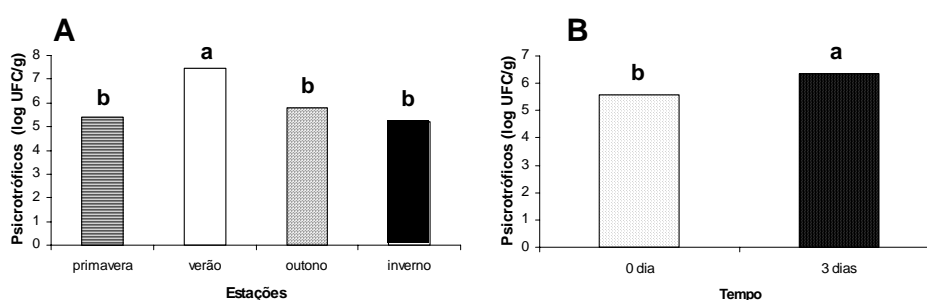 A
Psicrotróficos (log UFC/g)
8
7
6
5
4
3
2
1
0
b
a
b
b
primavera
verão
outono
inverno
Estações
B
Psicrotróficos (log UFC/g)
7
6
5
4
3
2
1
0
b
a
0 dia
3 dias
Tempo